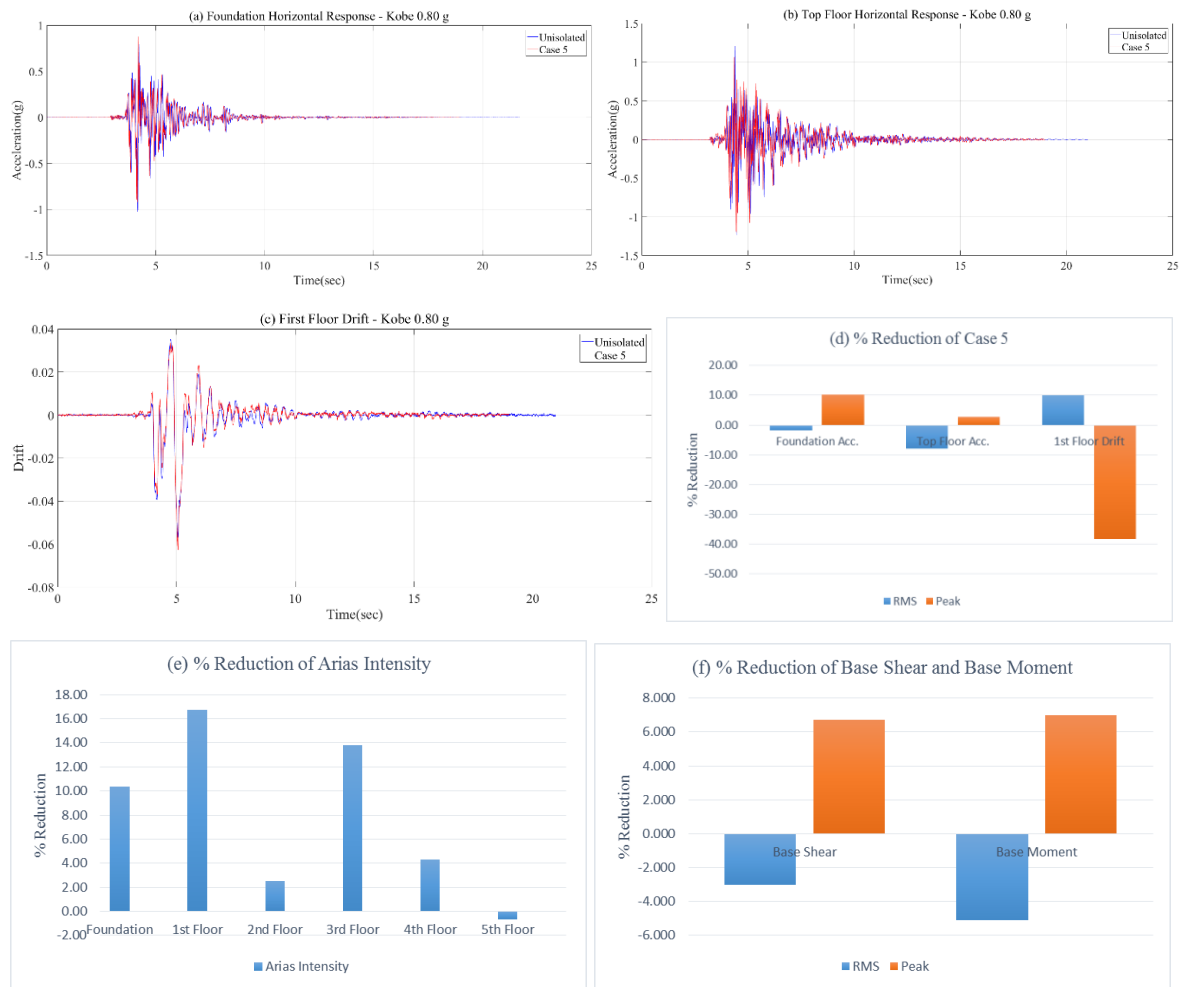 (a) Foundation Horizontal Response - Kobe 0.80 g
1
0.5
0
-0.5
-1
-1.5
Acceleration(g)
0 5 10 15 20 25
Time(sec)
Unisolated
Case 5
(b) Top Floor Horizontal Response - Kobe 0.80 g
1.5
1
0.5
0
-0.5
-1
-1.5
Acceleration(g)
0 5 10 15 20 25
Time(sec)
Unisolated
Case 5
(c) First Floor Drift - Kobe 0.80 g
0.04
0.02
0
-0.02
-0.04
-0.06
-0.08
Drift
0 5 10 15 20 25
Time(sec)
Unisolated
Case 5
(d) % Reduction of Case 5
20.00
10.00
0.00
-10.00
-20.00
-30.00
-40.00
-50.00
% Reduction
Foundation Acc. Top Floor Acc. 1st Floor Drift
RMS Peak
(e) % Reduction of Arias Intensity
18.00
16.00
14.00
12.00
10.00
8.00
6.00
4.00
2.00
0.00
-2.00
% Reduction
Foundation 1st Floor 2nd Floor 3rd Floor 4th Floor 5th Floor
Arias Intensity
(f) % Reduction of Base Shear and Base Moment
8.000
6.000
4.000
2.000
0.000
-2.000
-4.000
-6.000
% Reduction
Base Shear Base Moment
RMS Peak